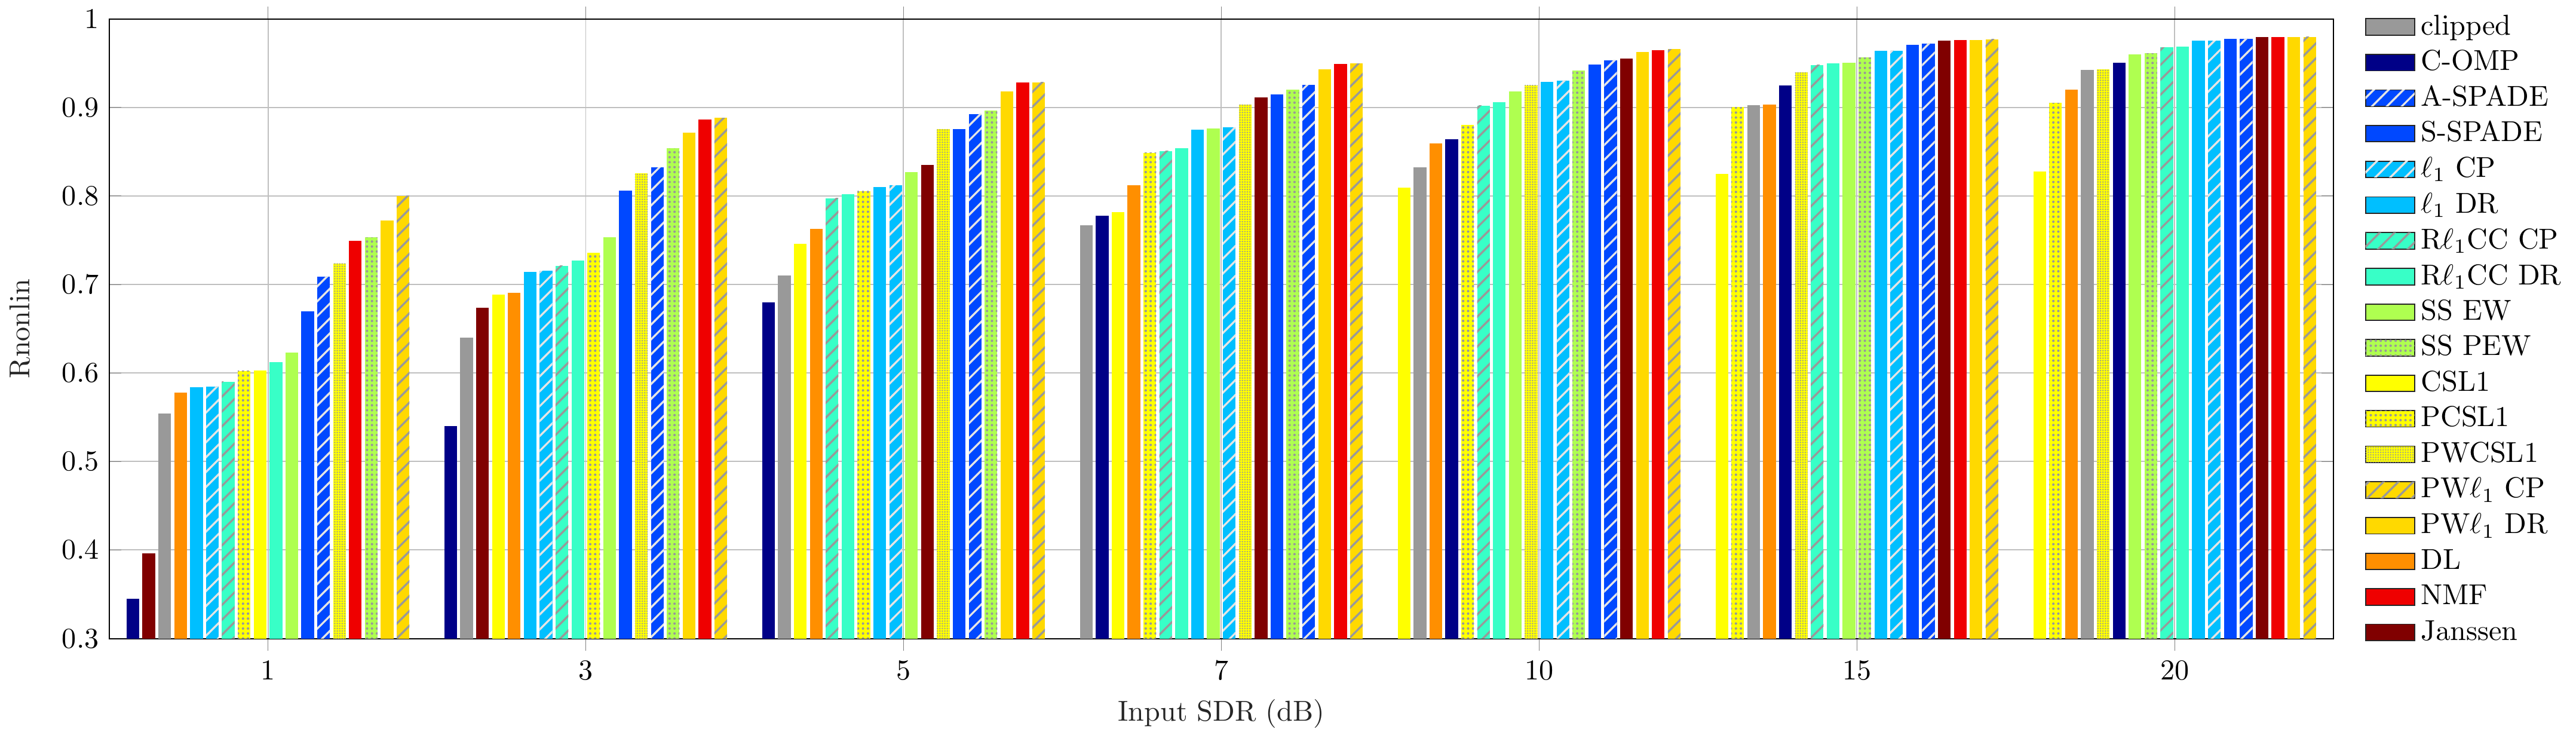 1
0.9
0.8
0.7
0.6
0.5
0.4
0.3
Rnonlin
1 3 5 7 10 15 20
Input SDR (dB)
clipped
C-OMP
A-SPADE
S-SPADE
ℓ₁ CP
ℓ₁ DR
Rℓ₁CC CP
Rℓ₁CC DR
SS EW
SS PEW
CSL1
PCSL1
PWCSL1
PWℓ₁ CP
PWℓ₁ DR
DL
NMF
Janssen